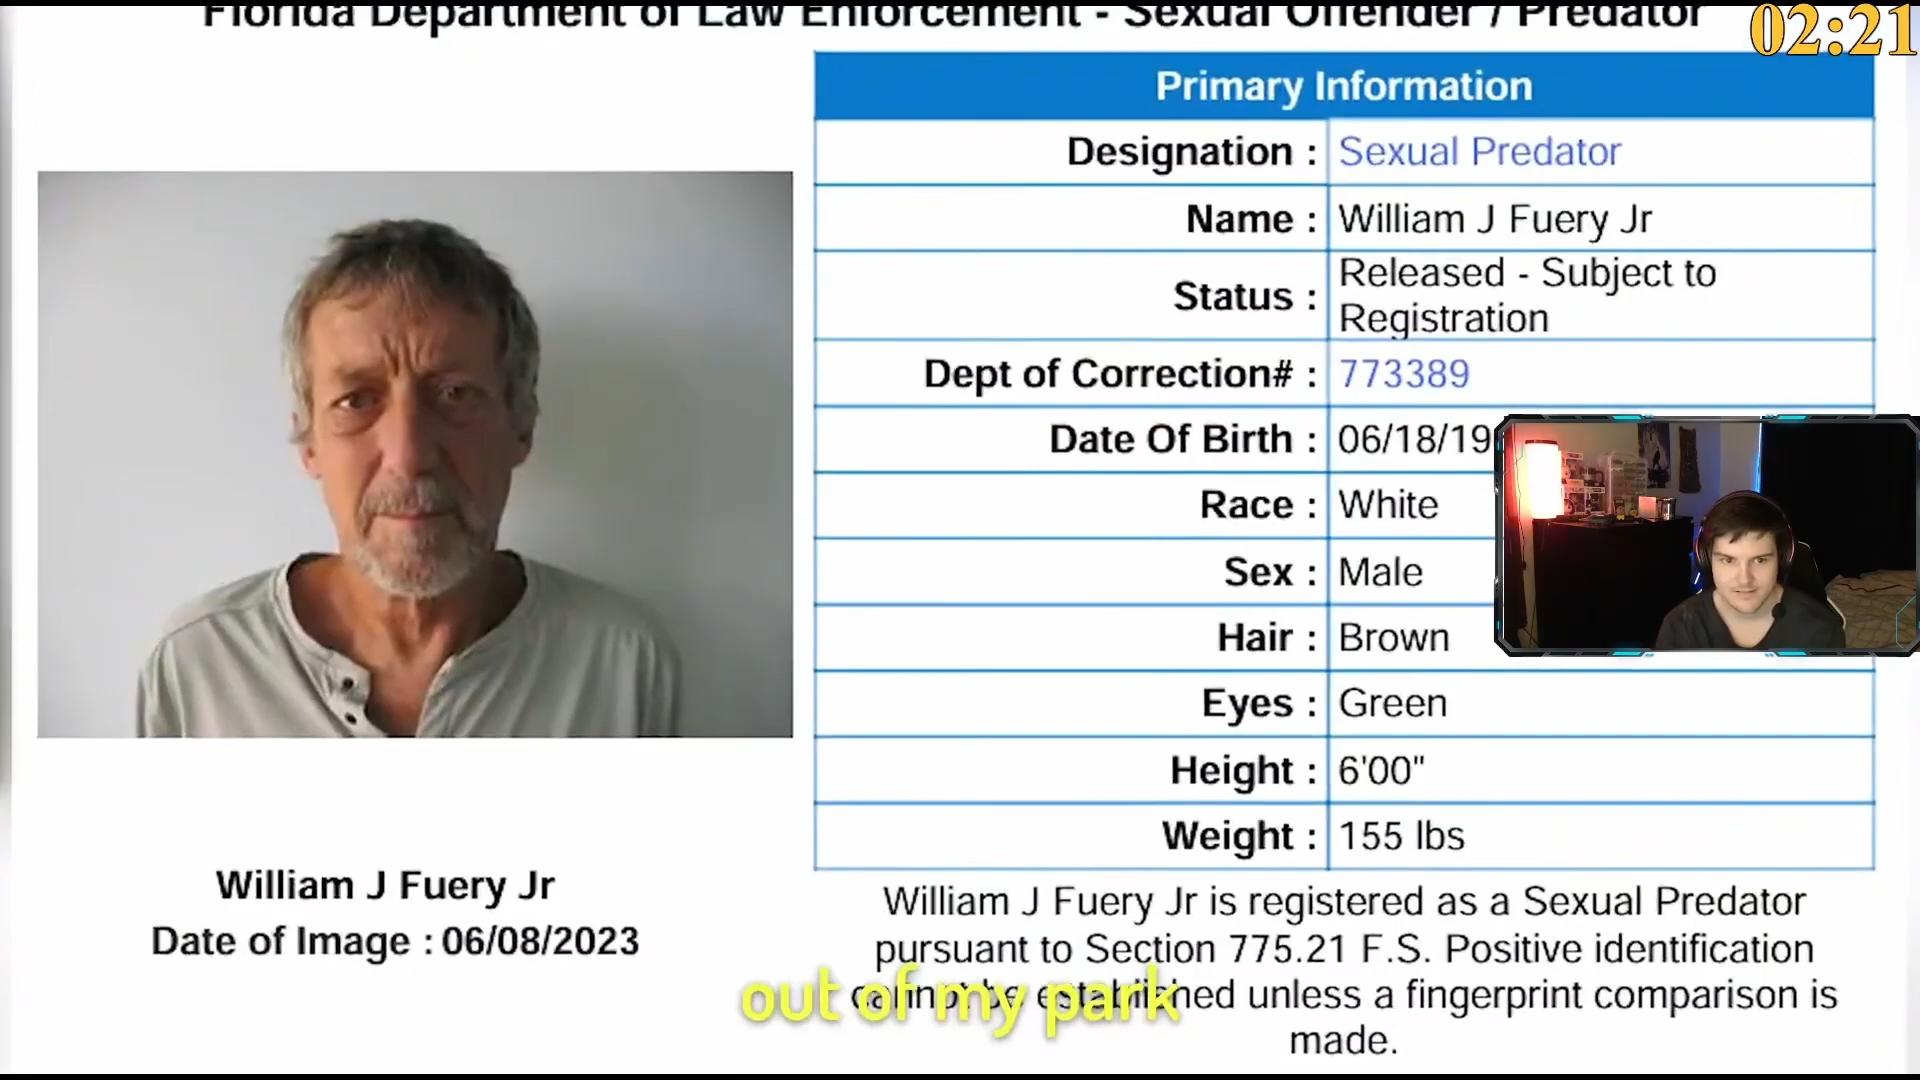 Florida Department of Law Enforcement - Sexual Offender / Predator
02:21
Primary Information
Designation : Sexual Predator
Name : William J Fuery Jr
Status : Released - Subject to
Registration
Dept of Correction# : 773389
Date Of Birth : 06/18/19
Race : White
Sex : Male
Hair : Brown
Eyes : Green
Height : 6'00"
Weight : 155 lbs
William J Fuery Jr
Date of Image : 06/08/2023
William J Fuery Jr is registered as a Sexual Predator
pursuant to Section 775.21 F.S. Positive identification
cannot be established unless a fingerprint comparison is
made.
out of my park